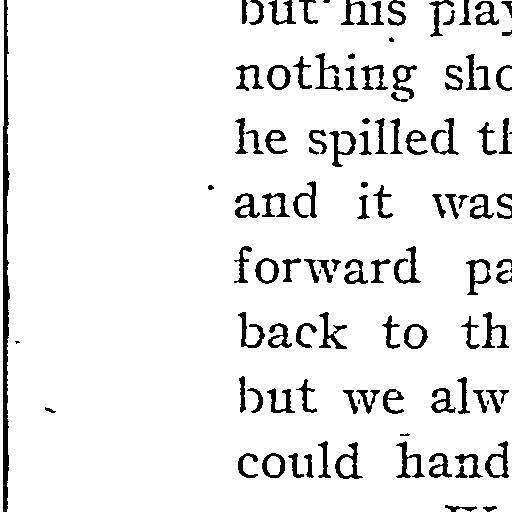 but his play
nothing sho
he spilled th
and it was
forward pa
back to th
but we alw
could hand